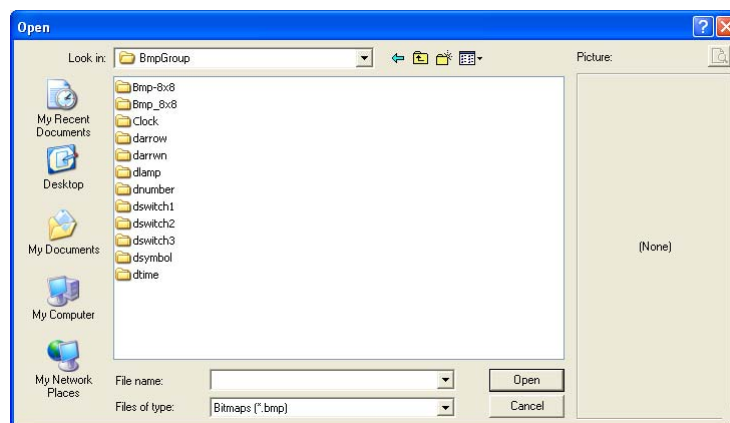 Open
Look in: BmpGroup
Picture:
My Recent
Documents
Desktop
My Documents
My Computer
My Network
Places
Bmp-8x8
Bmp_8x8
Clock
darrow
darrwn
dlamp
dnumber
dswitch1
dswitch2
dswitch3
dsymbol
dtime
(None)
File name:
Open
Files of type: Bitmaps (*.bmp)
Cancel